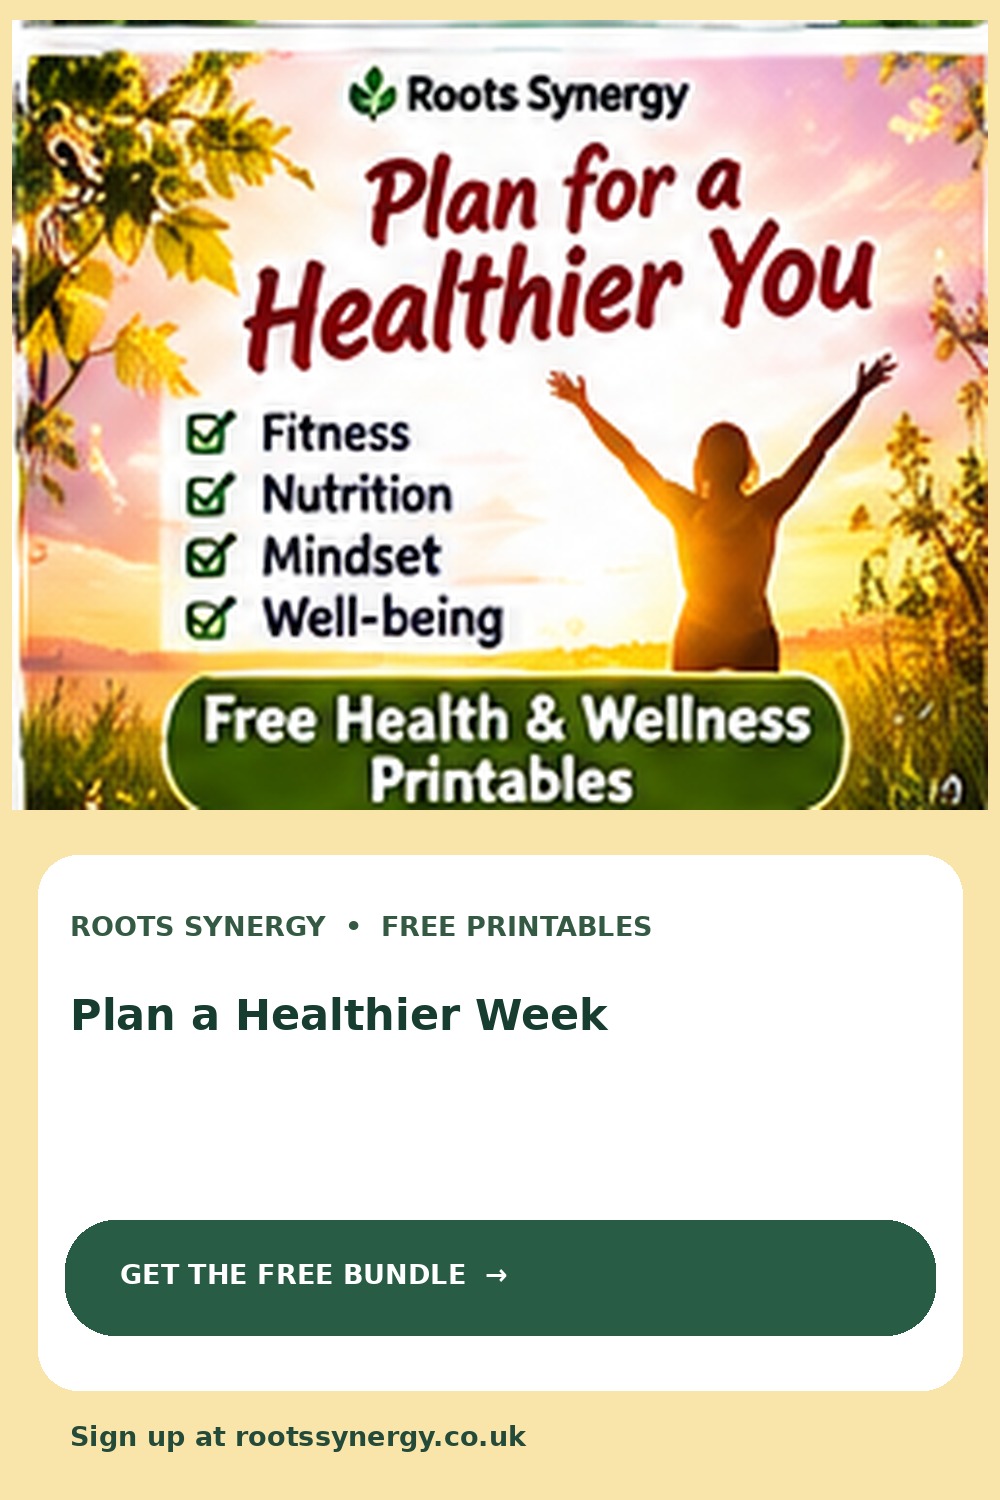 Roots Synergy
Plan for a
Healthier You
Fitness
Nutrition
Mindset
Well-being
Free Health & Wellness
Printables
ROOTS SYNERGY • FREE PRINTABLES
Plan a Healthier Week
GET THE FREE BUNDLE →
Sign up at rootssynergy.co.uk